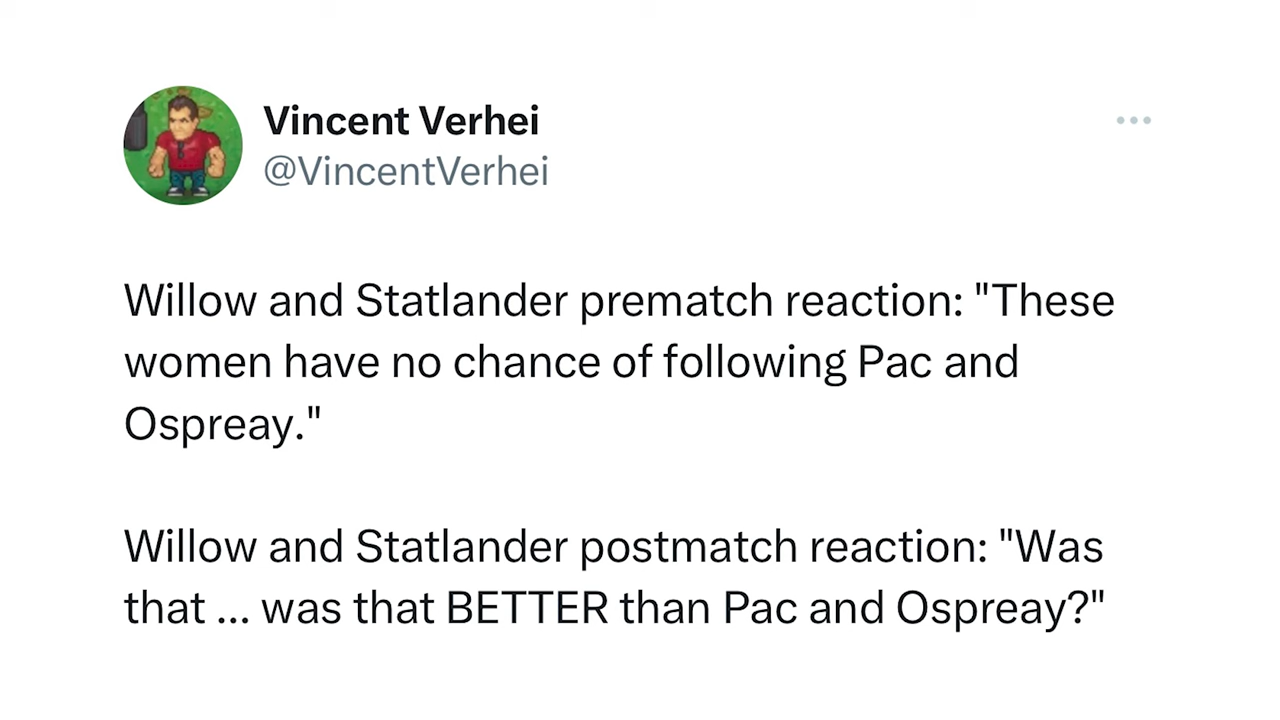 Vincent Verhei
@VincentVerhei
Willow and Statlander prematch reaction: "These
women have no chance of following Pac and
Ospreay."
Willow and Statlander postmatch reaction: "Was
that ... was that BETTER than Pac and Ospreay?"